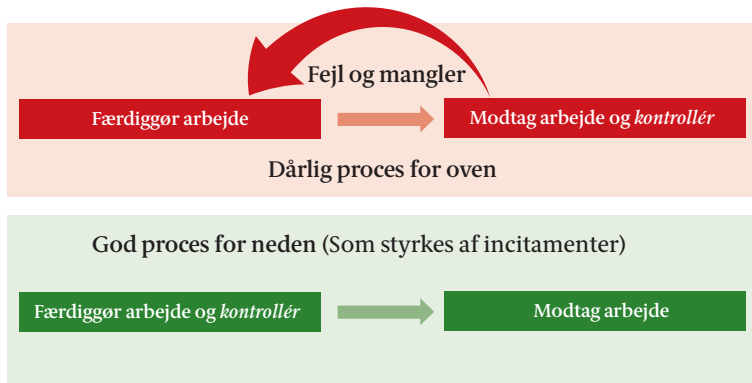 Fejl og mangler
Færdiggør arbejde
Modtag arbejde og kontrollér
Dårlig proces for oven
God proces for neden (Som styrkes af incitamenter)
Færdiggør arbejde og kontrollér
Modtag arbejde